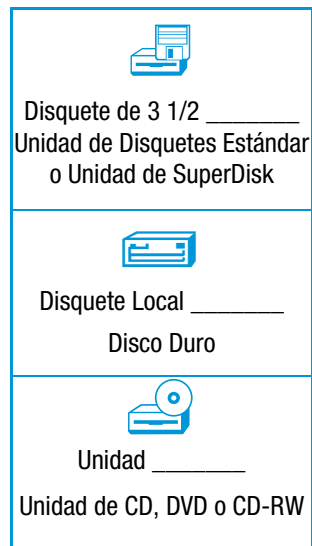 Disquete de 3 1/2 _______
Unidad de Disquetes Estándar
o Unidad de SuperDisk
Disquete Local _______
Disco Duro
Unidad _______
Unidad de CD, DVD o CD-RW